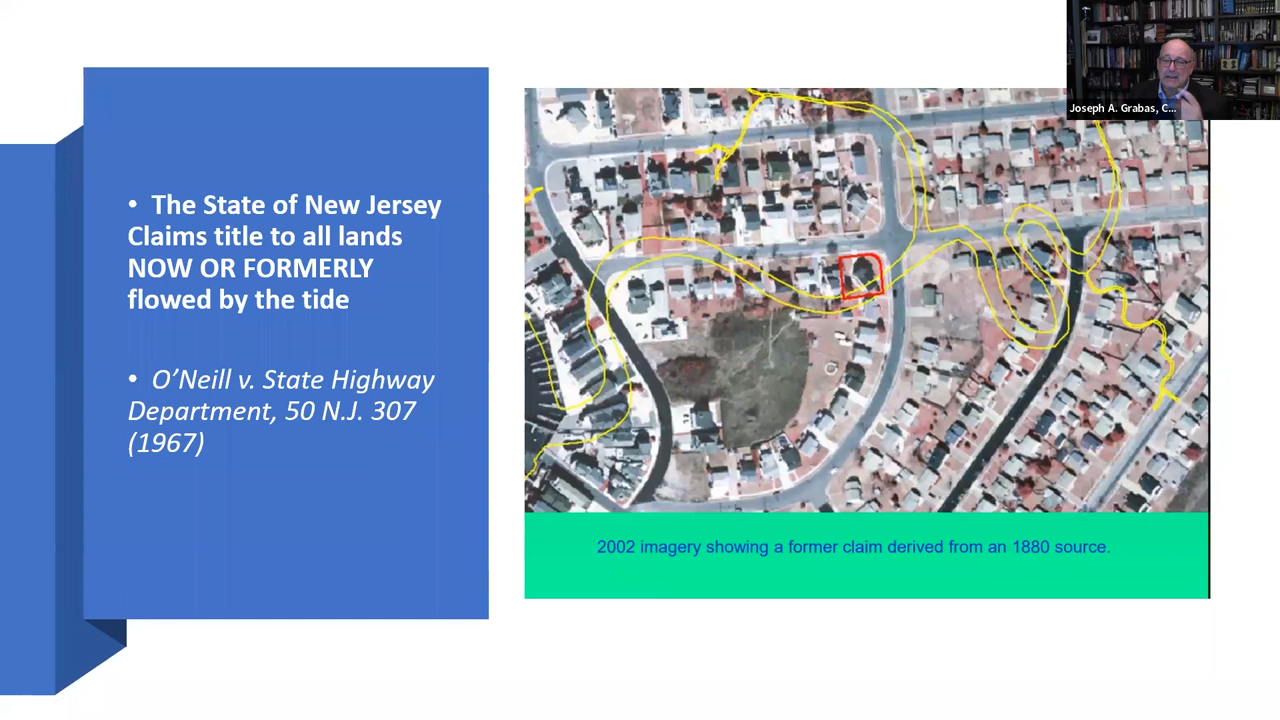 Joseph A. Grabas, C...
• The State of New Jersey
Claims title to all lands
NOW OR FORMERLY
flowed by the tide
• O’Neill v. State Highway
Department, 50 N.J. 307
(1967)
2002 imagery showing a former claim derived from an 1880 source.